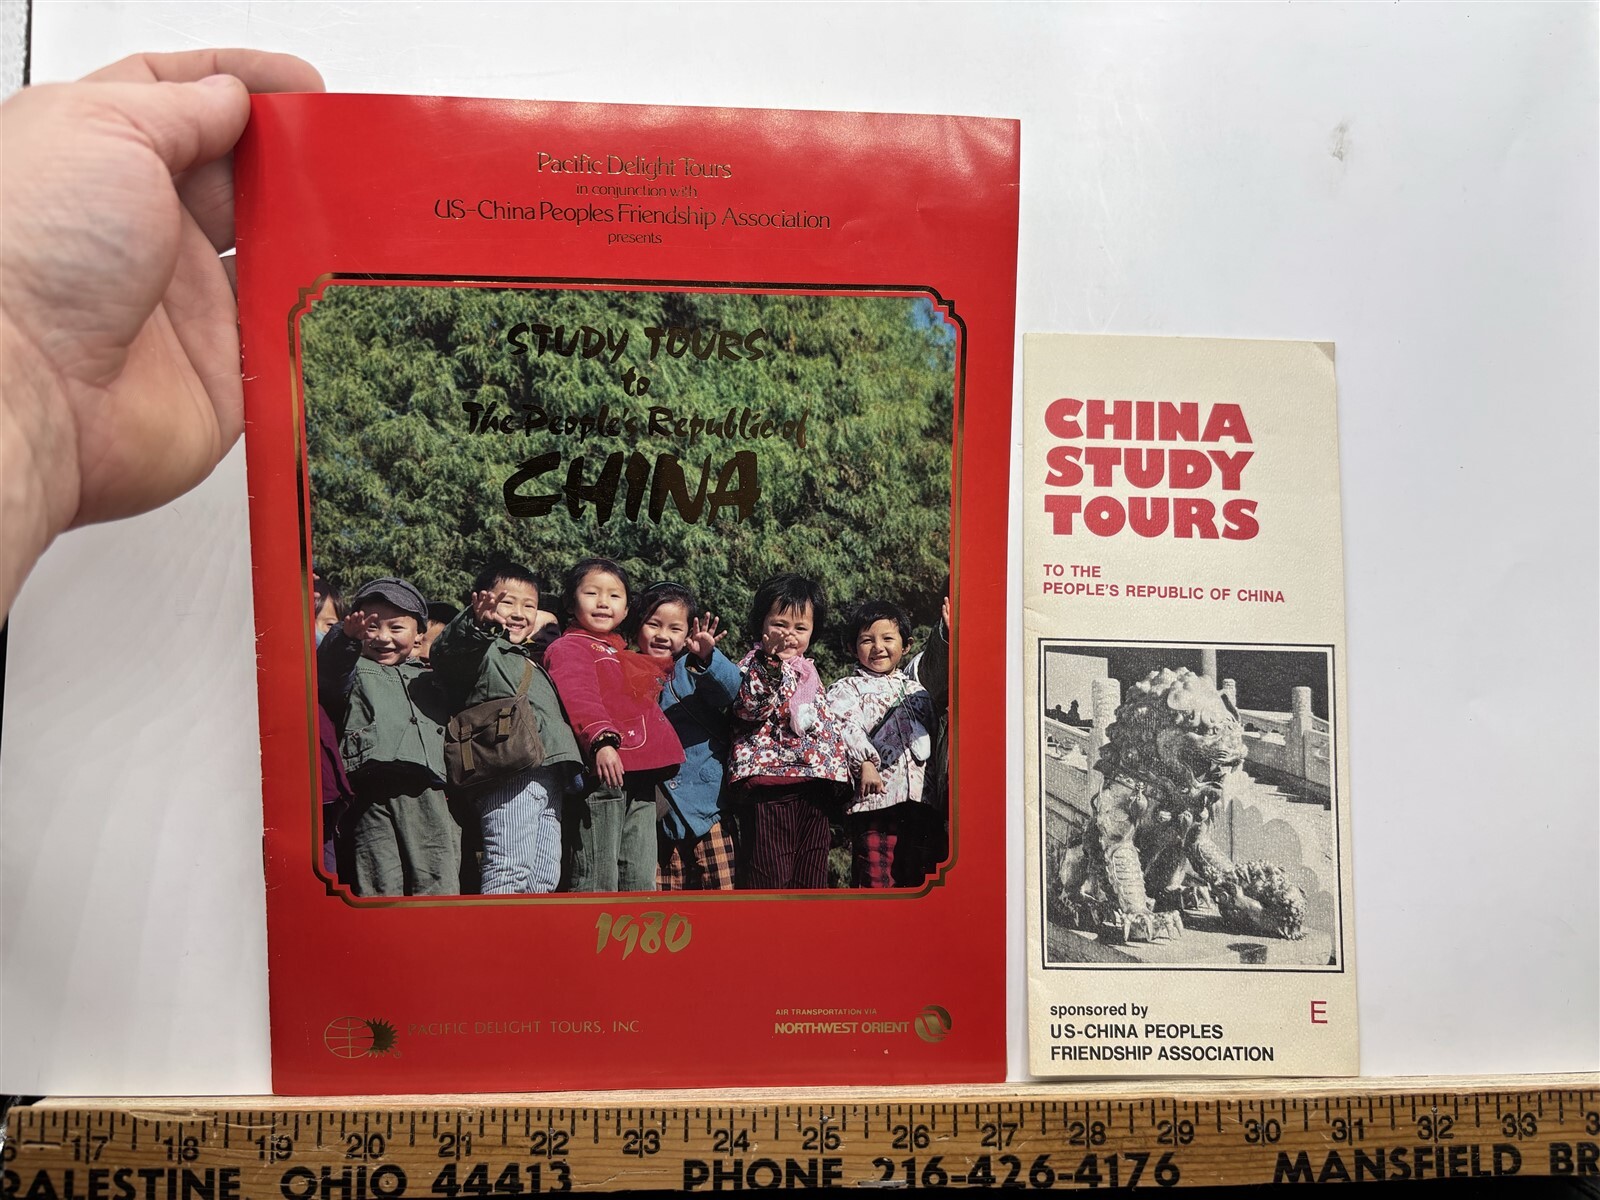 Pacific Delight Tours
in conjunction with
US-China Peoples Friendship Association
presents
STUDY TOURS
to
The People's Republic of
CHINA
1980
PACIFIC DELIGHT TOURS, INC.
AIR TRANSPORTATION VIA
NORTHWEST ORIENT
CHINA
STUDY
TOURS
TO THE
PEOPLE'S REPUBLIC OF CHINA
sponsored by
US-CHINA PEOPLES
FRIENDSHIP ASSOCIATION
E
17 18 19 20 21 22 24 25 26 27 28 29 30 31 32 33
ALESTINE, OHIO 44413 PHONE 216-426-4176 MANSFIELD BR